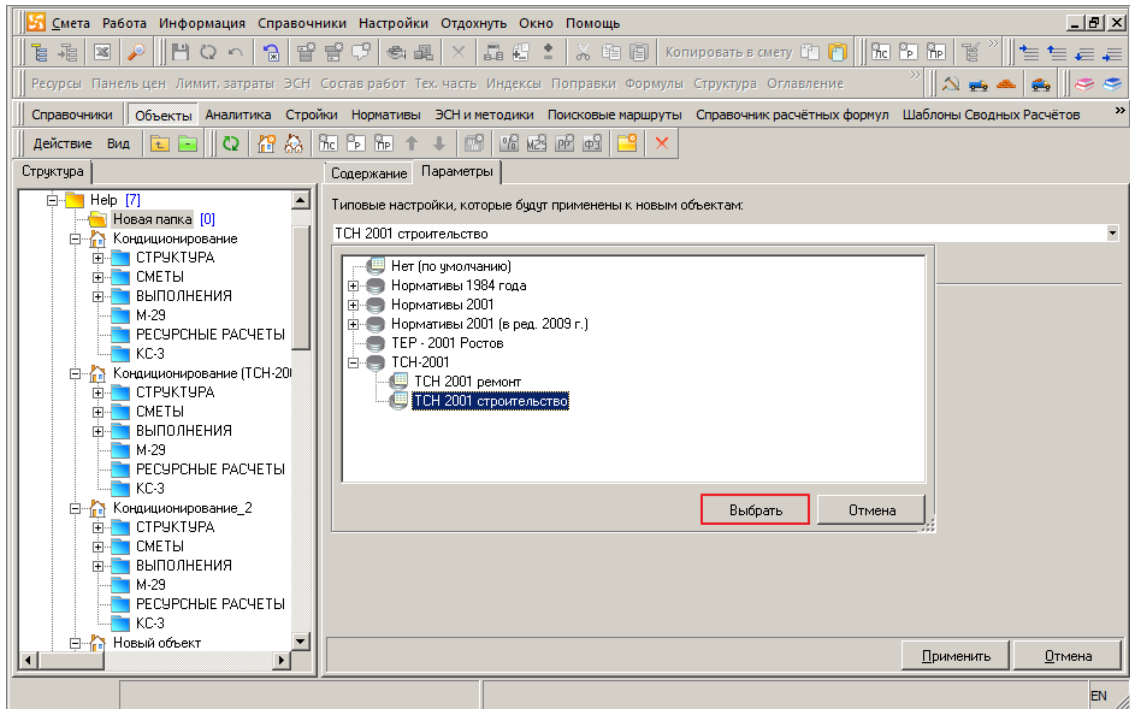 Смета Работа Информация Справочники Настройки Отдохнуть Окно Помощь
Копировать в смету
Ресурсы Панель цен Лимит. затраты ЭСН Состав работ Тех. часть Индексы Поправки Формулы Структура Оглавление
Справочники Объекты Аналитика Стройки Нормативы ЭСН и методики Поисковые маршруты Справочник расчётных формул Шаблоны Сводных Расчётов
Действие Вид
Структура
Содержание Параметры
Help [7]
Новая папка [0]
Кондиционирование
СТРУКТУРА
СМЕТЫ
ВЫПОЛНЕНИЯ
М-29
РЕСУРСНЫЕ РАСЧЕТЫ
КС-3
Кондиционирование (ТСН-200
СТРУКТУРА
СМЕТЫ
ВЫПОЛНЕНИЯ
М-29
РЕСУРСНЫЕ РАСЧЕТЫ
КС-3
Кондиционирование_2
СТРУКТУРА
СМЕТЫ
ВЫПОЛНЕНИЯ
М-29
РЕСУРСНЫЕ РАСЧЕТЫ
КС-3
Новый объект
Типовые настройки, которые будут применены к новым объектам:
ТСН 2001 строительство
Нет (по умолчанию)
Нормативы 1984 года
Нормативы 2001
Нормативы 2001 (в ред. 2009 г.)
ТЕР - 2001 Ростов
ТСН-2001
ТСН 2001 ремонт
ТСН 2001 строительство
Выбрать Отмена
Применить Отмена
EN